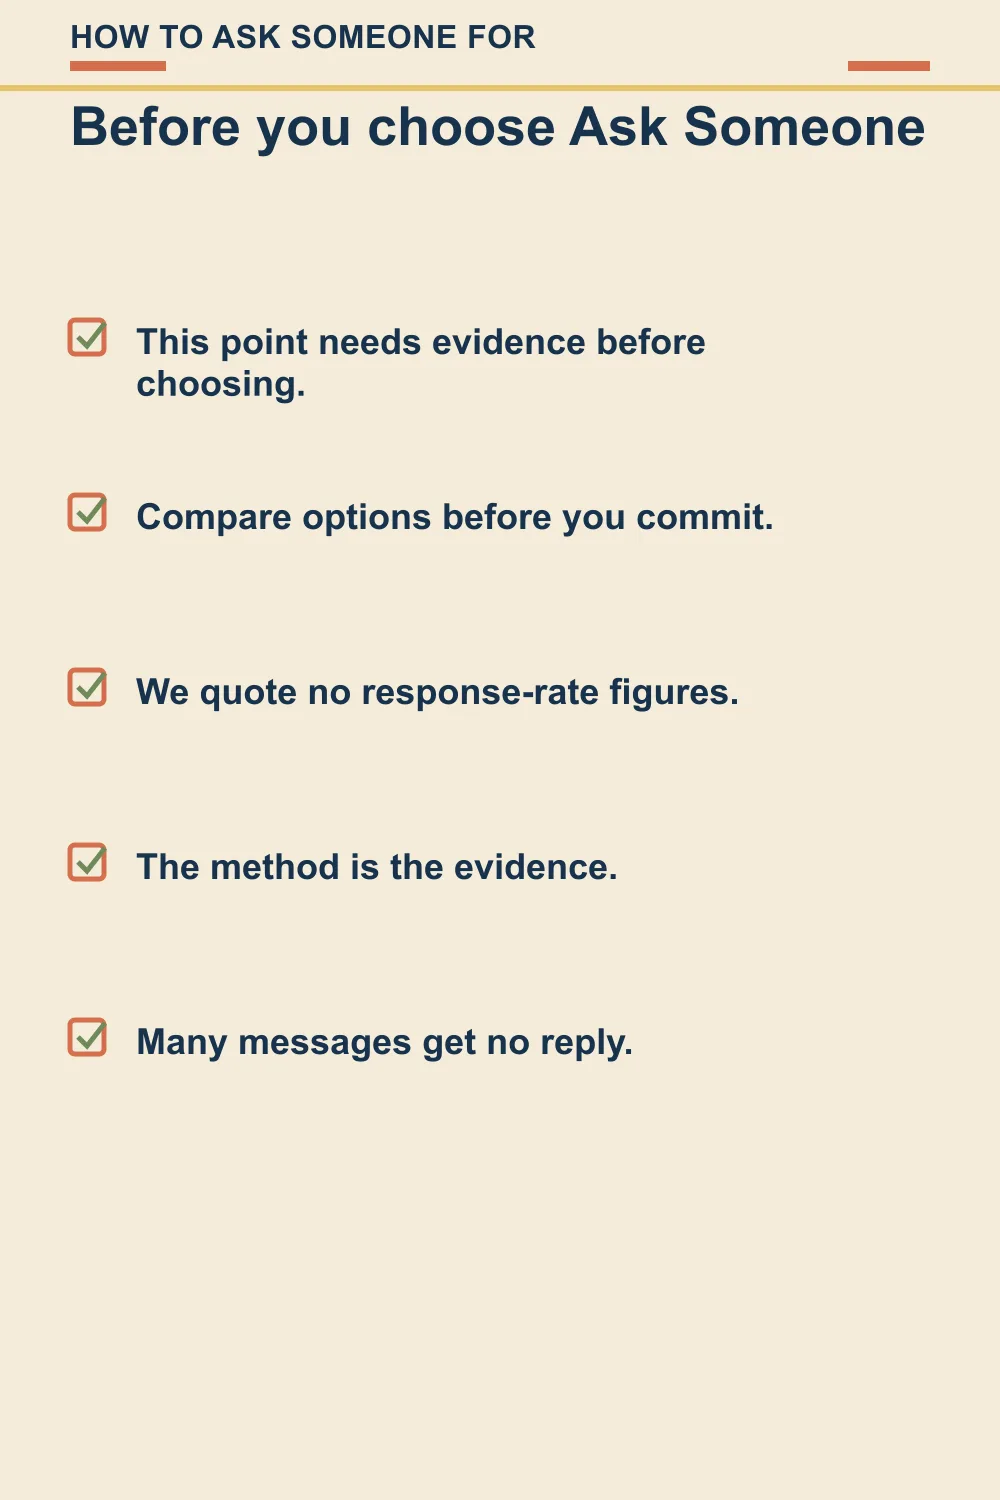 HOW TO ASK SOMEONE FOR
Before you choose Ask Someone
This point needs evidence before
choosing.
Compare options before you commit.
We quote no response-rate figures.
The method is the evidence.
Many messages get no reply.